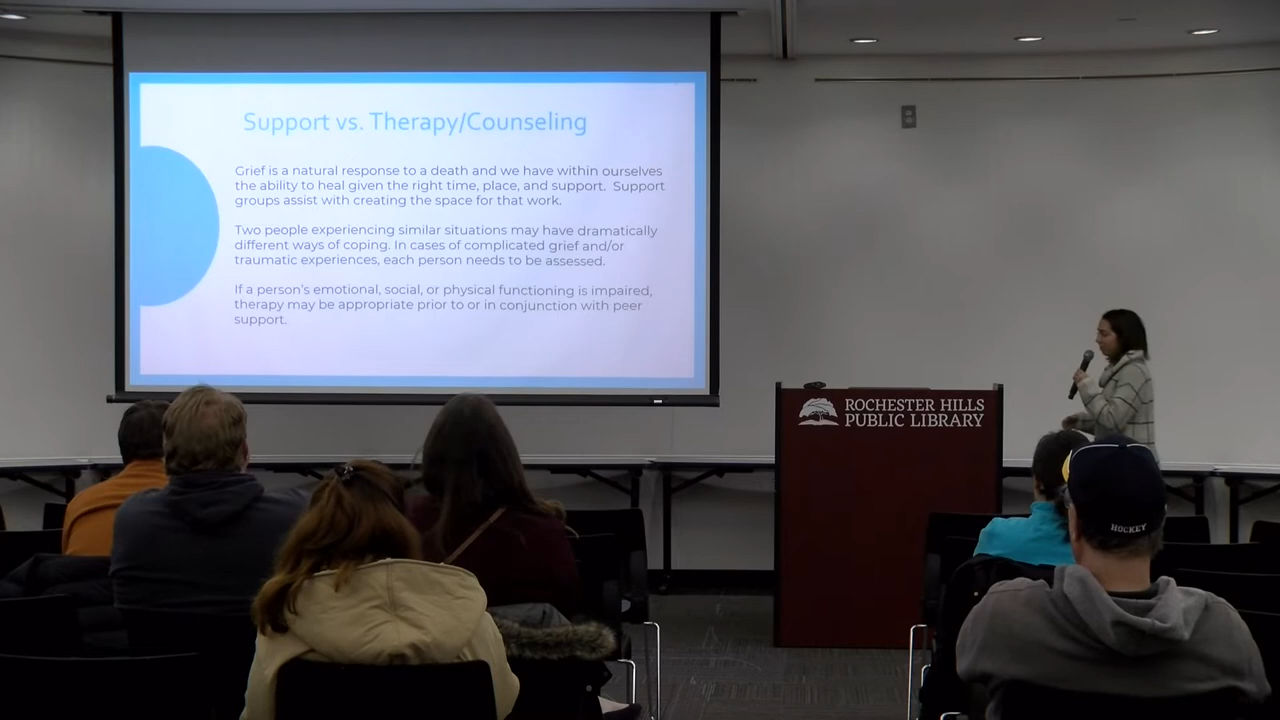 Support vs. Therapy/Counseling
Grief is a natural response to a death and we have within ourselves
the ability to heal given the right time, place, and support. Support
groups assist with creating the space for that work.
Two people experiencing similar situations may have dramatically
different ways of coping. In cases of complicated grief and/or
traumatic experiences, each person needs to be assessed.
If a person's emotional, social, or physical functioning is impaired,
therapy may be appropriate prior to or in conjunction with peer
support.
ROCHESTER HILLS
PUBLIC LIBRARY
HOCKEY